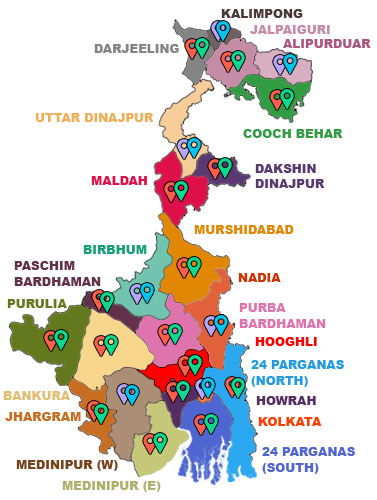 KALIMPONG
JALPAIGURI
ALIPURDUAR
DARJEELING
UTTAR DINAJPUR
COOCH BEHAR
MALDAH
DAKSHIN
DINAJPUR
MURSHIDABAD
BIRBHUM
PASCHIM
BARDHAMAN
NADIA
PURULIA
PURBA
BARDHAMAN
HOOGHLI
24 PARGANAS
(NORTH)
BANKURA
HOWRAH
JHARGRAM
KOLKATA
24 PARGANAS
(SOUTH)
MEDINIPUR (W)
MEDINIPUR (E)